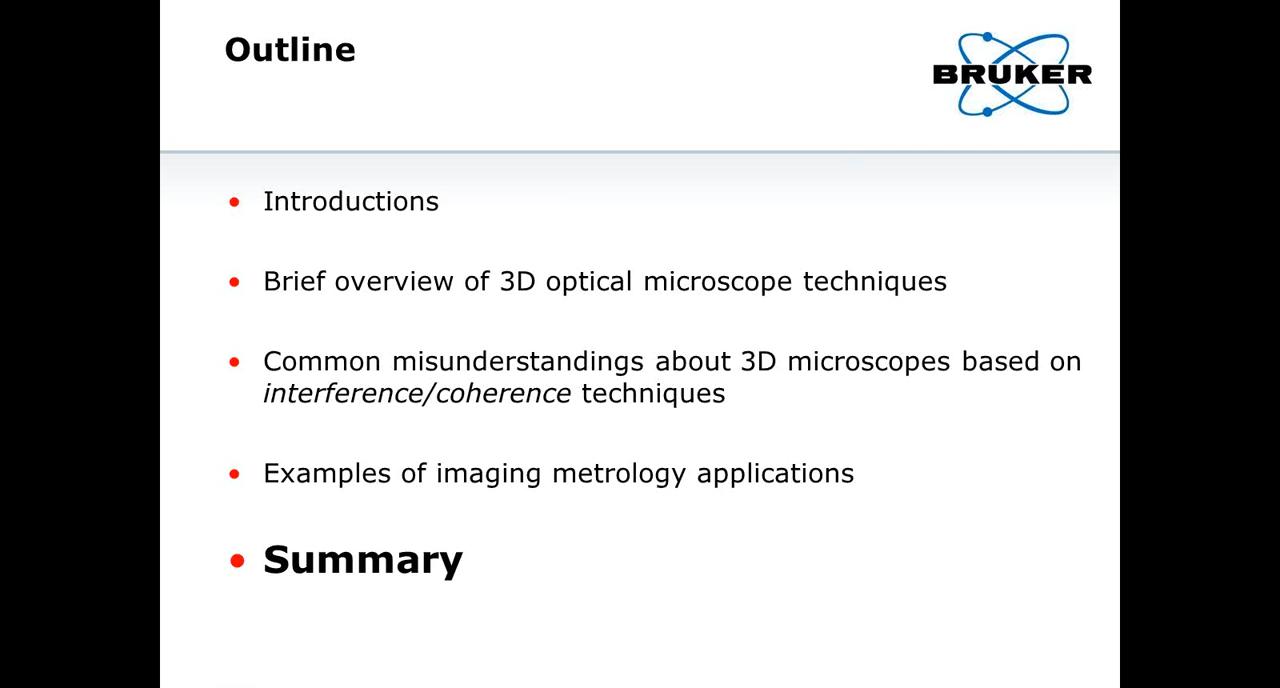 Outline
BRUKER
• Introductions
• Brief overview of 3D optical microscope techniques
• Common misunderstandings about 3D microscopes based on
interference/coherence techniques
• Examples of imaging metrology applications
• Summary